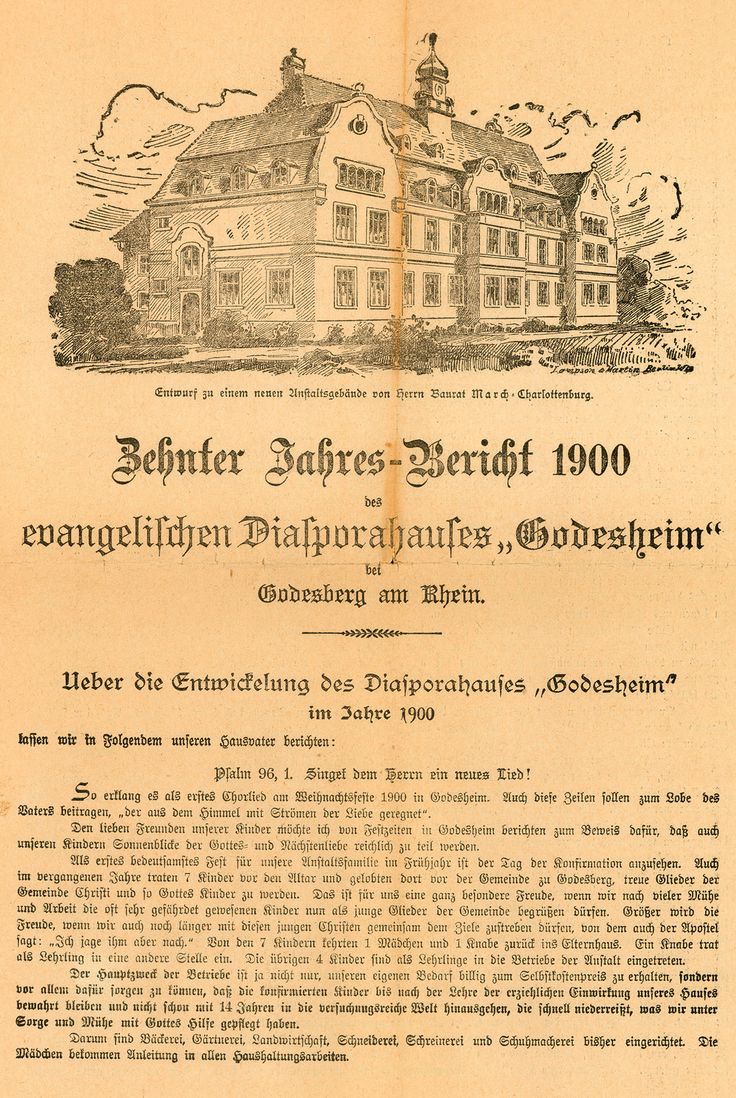 Sompson & Martin Berlin
Entwurf zu einem neuen Anstaltsgebäude von Herrn Baurat March-Charlottenburg.
Zehnter Jahres-Bericht 1900
des
evangelischen Diasporahauses „Godesheim“
bei
Godesberg am Rhein.
Ueber die Entwickelung des Diasporahauses „Godesheim“
im Jahre 1900
lassen wir in Folgendem unseren Hausvater berichten:
Psalm 96, 1. Singet dem Herrn ein neues Lied!
So erklang es als erstes Chorlied am Weihnachtsfeste 1900 in Godesheim. Auch diese Zeilen sollen zum Lobe des
Vaters beitragen, „der aus dem Himmel mit Strömen der Liebe geregnet“.
Den lieben Freunden unserer Kinder möchte ich von Festzeiten in Godesheim berichten zum Beweis dafür, daß auch
unseren Kindern Sonnenblicke der Gottes- und Nächstenliebe reichlich zu teil werden.
Als erstes bedeutsamstes Fest für unsere Anstaltsfamilie im Frühjahr ist der Tag der Konfirmation anzusehen. Auch
im vergangenen Jahre traten 7 Kinder vor den Altar und gelobten dort vor der Gemeinde zu Godesberg, treue Glieder der
Gemeinde Christi und so Gottes Kinder zu werden. Das ist für uns eine ganz besondere Freude, wenn wir nach vieler Mühe
und Arbeit die oft sehr gefährdet gewesenen Kinder nun als junge Glieder der Gemeinde begrüßen dürfen. Größer wird die
Freude, wenn wir auch noch länger mit diesen jungen Christen gemeinsam dem Ziele zustreben dürfen, von dem auch der Apostel
sagt: „Ich jage ihm aber nach.“ Von den 7 Kindern kehrten 1 Mädchen und 1 Knabe zurück ins Elternhaus. Ein Knabe trat
als Lehrling in eine andere Stelle ein. Die übrigen 4 Kinder sind als Lehrlinge in die Betriebe der Anstalt eingetreten.
Der Hauptzweck der Betriebe ist ja nicht nur, unseren eigenen Bedarf billig zum Selbstkostenpreis zu erhalten, sondern
vor allem dafür sorgen zu können, daß die konfirmierten Kinder bis nach der Lehre der erziehlichen Einwirkung unseres Hauses
bewahrt bleiben und nicht schon mit 14 Jahren in die versuchungsreiche Welt hinausgehen, die schnell niederreißt, was wir unter
Sorge und Mühe mit Gottes Hilfe gepflegt haben.
Darum sind Bäckerei, Gärtnerei, Landwirtschaft, Schneiderei, Schreinerei und Schuhmacherei bisher eingerichtet. Die
Mädchen bekommen Anleitung in allen Haushaltungsarbeiten.